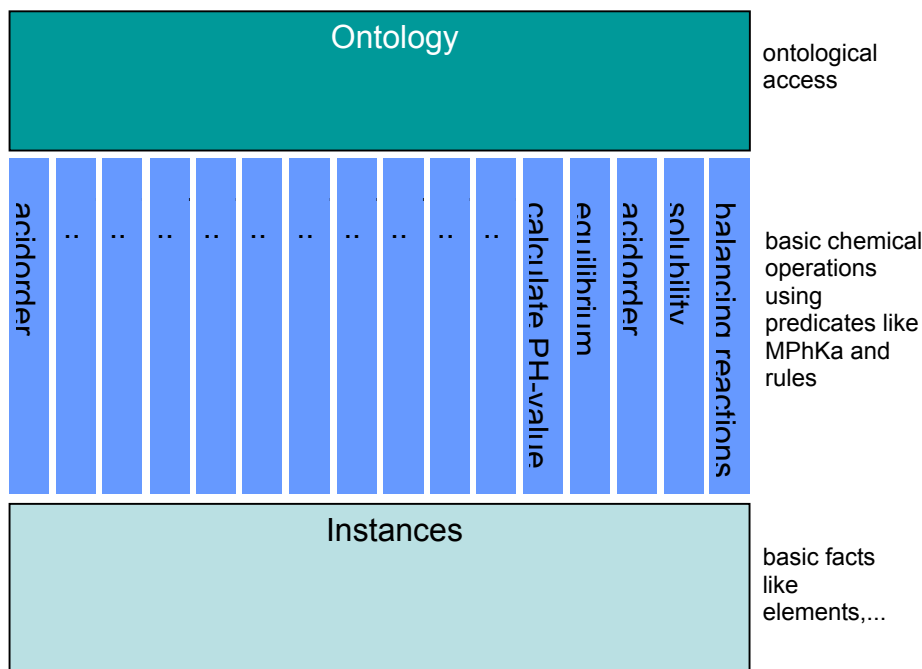 Ontology
ontological
access
acidorder
..
..
..
..
..
..
..
..
..
..
calculate PH-value
equilibrium
acidorder
solubility
balancing reactions
basic chemical
operations
using
predicates like
MPhKa and
rules
Instances
basic facts
like
elements,...